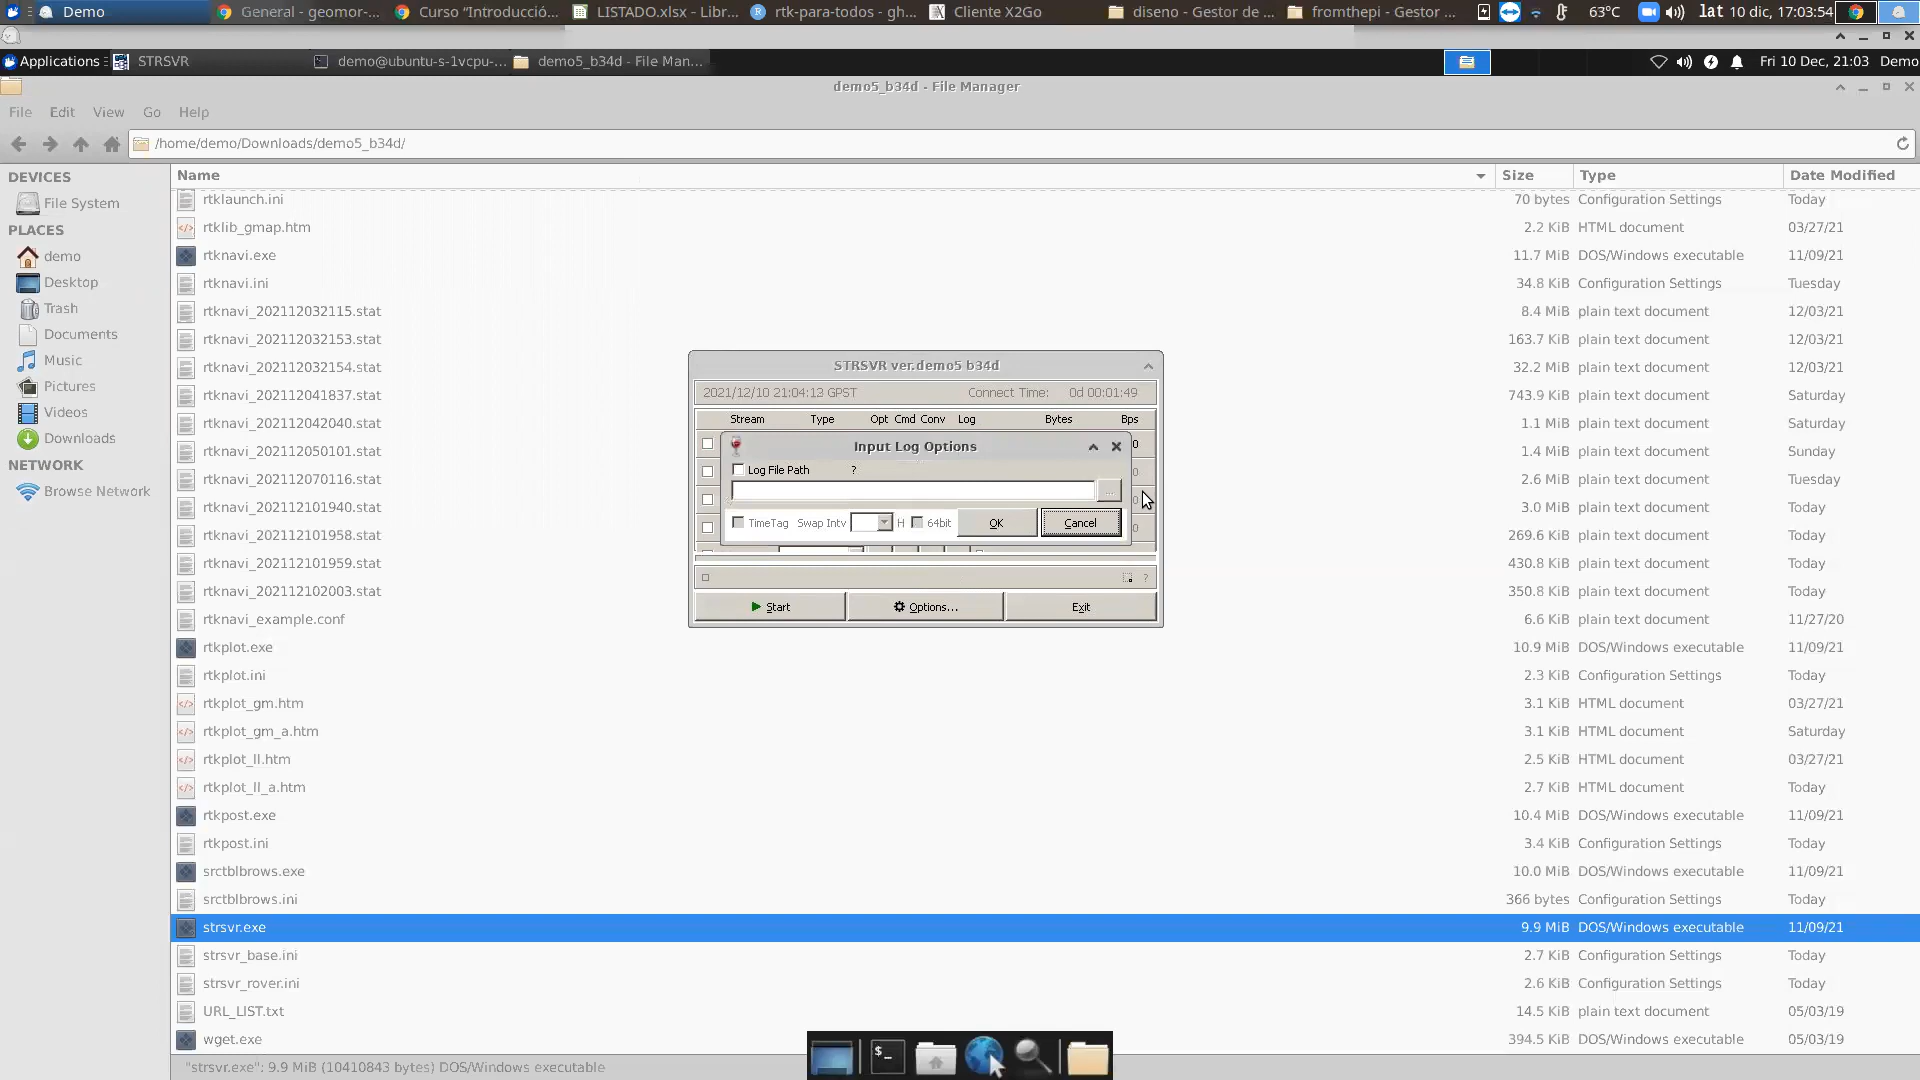 Demo
General - geomor-...
Curso “Introducció...
LISTADO.xlsx - Libr...
rtk-para-todos - gh...
Cliente X2Go
diseno - Gestor de ...
fromthepi - Gestor ...
63°C
lat 10 dic, 17:03:54
Applications
STRSVR
demo@ubuntu-s-1vcpu-...
demo5_b34d - File Man...
Fri 10 Dec, 21:03 Demo
demo5_b34d - File Manager
File Edit View Go Help
/home/demo/Downloads/demo5_b34d/
DEVICES
File System
PLACES
demo
Desktop
Trash
Documents
Music
Pictures
Videos
Downloads
NETWORK
Browse Network
Name Size Type Date Modified
rtklaunch.ini 70 bytes Configuration Settings Today
rtklib_gmap.htm 2.2 KiB HTML document 03/27/21
rtknavi.exe 11.7 MiB DOS/Windows executable 11/09/21
rtknavi.ini 34.8 KiB Configuration Settings Tuesday
rtknavi_202112032115.stat 8.4 MiB plain text document 12/03/21
rtknavi_202112032153.stat 163.7 KiB plain text document 12/03/21
rtknavi_202112032154.stat 32.2 MiB plain text document 12/03/21
rtknavi_202112041837.stat 743.9 KiB plain text document Saturday
rtknavi_202112042040.stat 1.1 MiB plain text document Saturday
rtknavi_202112050101.stat 1.4 MiB plain text document Sunday
rtknavi_202112070116.stat 2.6 MiB plain text document Tuesday
rtknavi_202112101940.stat 3.0 MiB plain text document Today
rtknavi_202112101958.stat 269.6 KiB plain text document Today
rtknavi_202112101959.stat 430.8 KiB plain text document Today
rtknavi_202112102003.stat 350.8 KiB plain text document Today
rtknavi_example.conf 6.6 KiB plain text document 11/27/20
rtkplot.exe 10.9 MiB DOS/Windows executable 11/09/21
rtkplot.ini 2.3 KiB Configuration Settings Today
rtkplot_gm.htm 3.1 KiB HTML document 03/27/21
rtkplot_gm_a.htm 3.1 KiB HTML document Saturday
rtkplot_ll.htm 2.5 KiB HTML document 03/27/21
rtkplot_ll_a.htm 2.7 KiB HTML document Today
rtkpost.exe 10.4 MiB DOS/Windows executable 11/09/21
rtkpost.ini 3.4 KiB Configuration Settings Today
srctblbrows.exe 10.0 MiB DOS/Windows executable 11/09/21
srctblbrows.ini 366 bytes Configuration Settings Today
strsvr.exe 9.9 MiB DOS/Windows executable 11/09/21
strsvr_base.ini 2.7 KiB Configuration Settings Today
strsvr_rover.ini 2.6 KiB Configuration Settings Today
URL_LIST.txt 14.5 KiB plain text document 05/03/19
wget.exe 394.5 KiB DOS/Windows executable 05/03/19
"strsvr.exe": 9.9 MiB (10410843 bytes) DOS/Windows executable
STRSVR ver.demo5 b34d
2021/12/10 21:04:13 GPST Connect Time: 0d 00:01:49
Stream Type Opt Cmd Conv Log Bytes Bps
0
0
0
0
Input Log Options
Log File Path ?
...
TimeTag Swap Intv H 64bit OK Cancel
?
Start Options... Exit